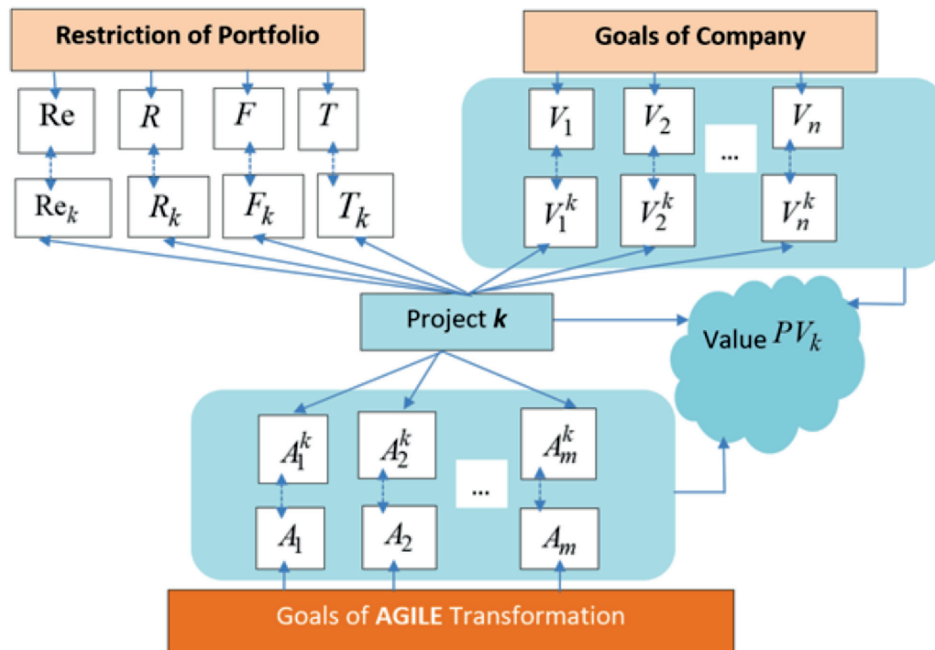 Restriction of Portfolio
Goals of Company
Re R F T
V₁ V₂ ... Vₙ
Reₖ Rₖ Fₖ Tₖ
V₁ᵏ V₂ᵏ Vₙᵏ
Project k
Value PVₖ
A₁ᵏ A₂ᵏ ... Aₘᵏ
A₁ A₂ Aₘ
Goals of AGILE Transformation